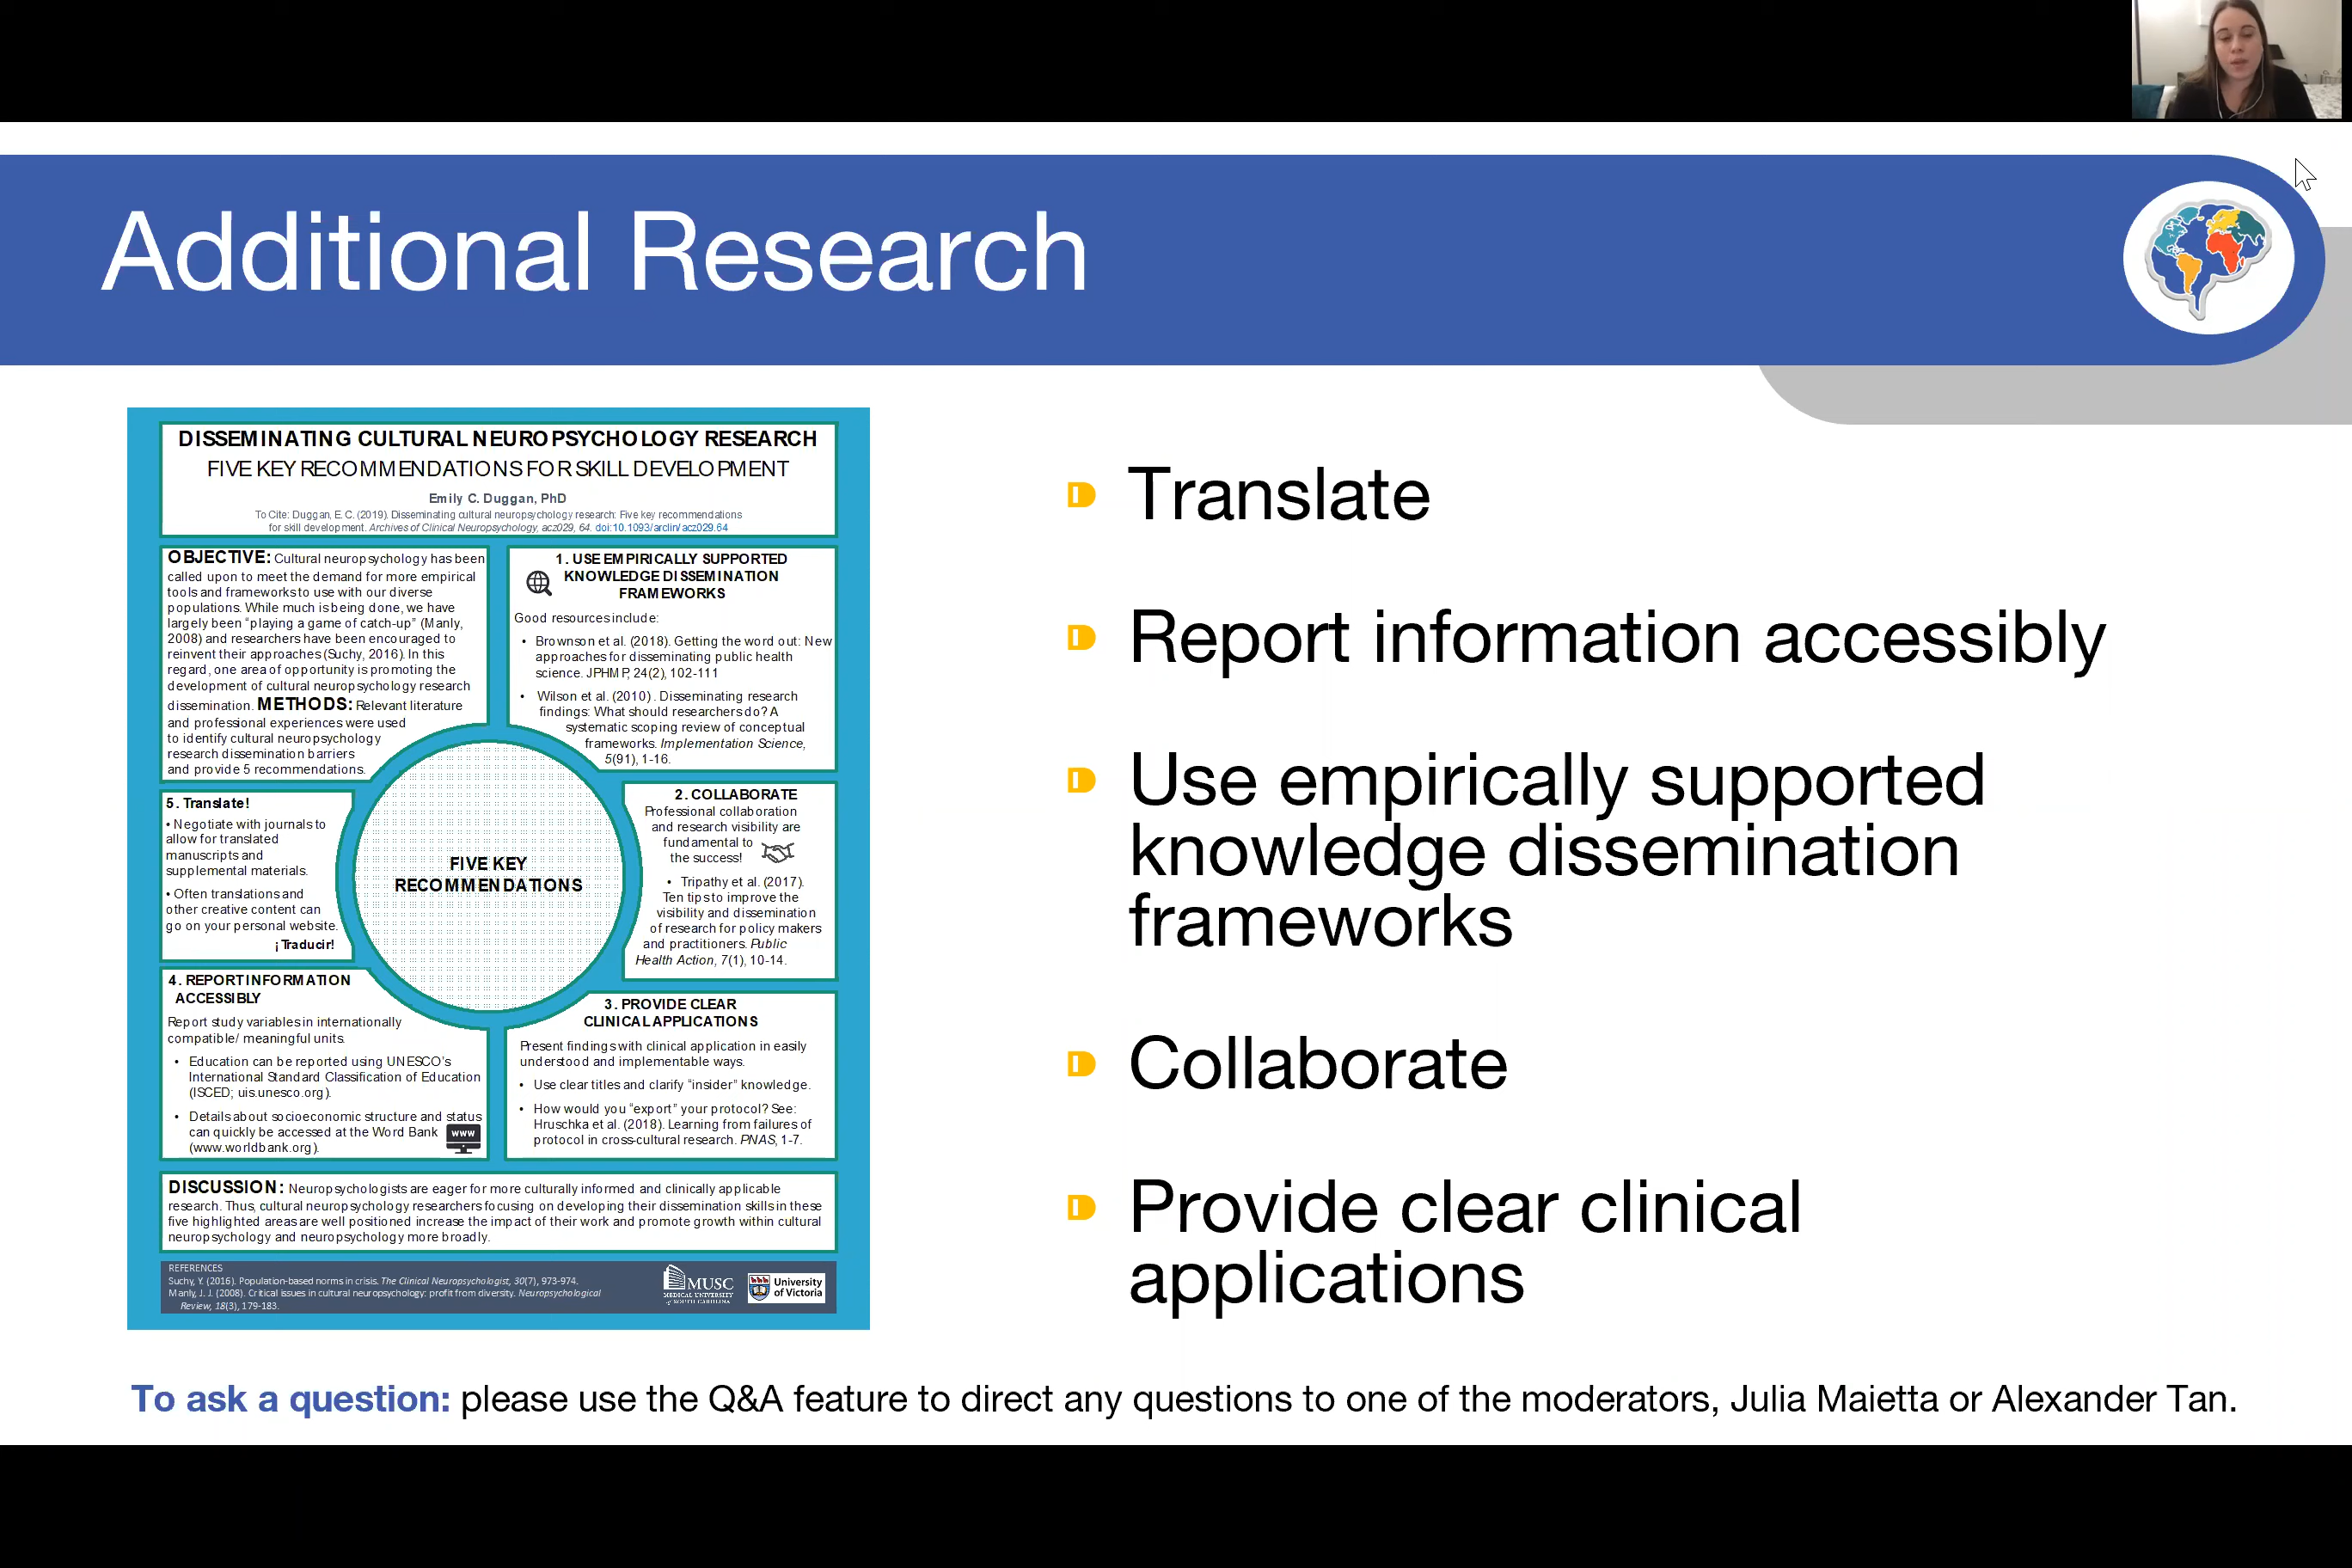 Additional Research
DISSEMINATING CULTURAL NEUROPSYCHOLOGY RESEARCH
FIVE KEY RECOMMENDATIONS FOR SKILL DEVELOPMENT
Emily C. Duggan, PhD
To Cite: Duggan, E. C. (2019). Disseminating cultural neuropsychology research: Five key recommendations
for skill development. Archives of Clinical Neuropsychology, acz029, 64. doi:10.1093/arclin/acz029.64
OBJECTIVE: Cultural neuropsychology has been
called upon to meet the demand for more empirical
tools and frameworks to use with our diverse
populations. While much is being done, we have
largely been “playing a game of catch-up” (Manly,
2008) and researchers have been encouraged to
reinvent their approaches (Suchy, 2016). In this
regard, one area of opportunity is promoting the
development of cultural neuropsychology research
dissemination. METHODS: Relevant literature
and professional experiences were used
to identify cultural neuropsychology
research dissemination barriers
and provide 5 recommendations.
1. USE EMPIRICALLY SUPPORTED
KNOWLEDGE DISSEMINATION
FRAMEWORKS
Good resources include:
• Brownson et al. (2018). Getting the word out: New
approaches for disseminating public health
science. JPHMP, 24(2), 102-111
• Wilson et al. (2010). Disseminating research
findings: What should researchers do? A
systematic scoping review of conceptual
frameworks. Implementation Science,
5(91), 1-16.
FIVE KEY
RECOMMENDATIONS
2. COLLABORATE
Professional collaboration
and research visibility are
fundamental to
the success!
• Tripathy et al. (2017).
Ten tips to improve the
visibility and dissemination
of research for policy makers
and practitioners. Public
Health Action, 7(1), 10-14.
3. PROVIDE CLEAR
CLINICAL APPLICATIONS
Present findings with clinical application in easily
understood and implementable ways.
• Use clear titles and clarify “insider” knowledge.
• How would you “export” your protocol? See:
Hruschka et al. (2018). Learning from failures of
protocol in cross-cultural research. PNAS, 1-7.
4. REPORT INFORMATION
ACCESSIBLY
Report study variables in internationally
compatible/ meaningful units.
• Education can be reported using UNESCO’s
International Standard Classification of Education
(ISCED; uis.unesco.org).
• Details about socioeconomic structure and status
can quickly be accessed at the Word Bank
(www.worldbank.org).
www
5. Translate!
• Negotiate with journals to
allow for translated
manuscripts and
supplemental materials.
• Often translations and
other creative content can
go on your personal website.
¡Traducir!
DISCUSSION: Neuropsychologists are eager for more culturally informed and clinically applicable
research. Thus, cultural neuropsychology researchers focusing on developing their dissemination skills in these
five highlighted areas are well positioned increase the impact of their work and promote growth within cultural
neuropsychology and neuropsychology more broadly.
REFERENCES
Suchy, Y. (2016). Population-based norms in crisis. The Clinical Neuropsychologist, 30(7), 973-974.
Manly, J. J. (2008). Critical issues in cultural neuropsychology: profit from diversity. Neuropsychological
Review, 18(3), 179-183.
MUSC
MEDICAL UNIVERSITY
of SOUTH CAROLINA
University
of Victoria
Translate
Report information accessibly
Use empirically supported
knowledge dissemination
frameworks
Collaborate
Provide clear clinical
applications
To ask a question: please use the Q&A feature to direct any questions to one of the moderators, Julia Maietta or Alexander Tan.